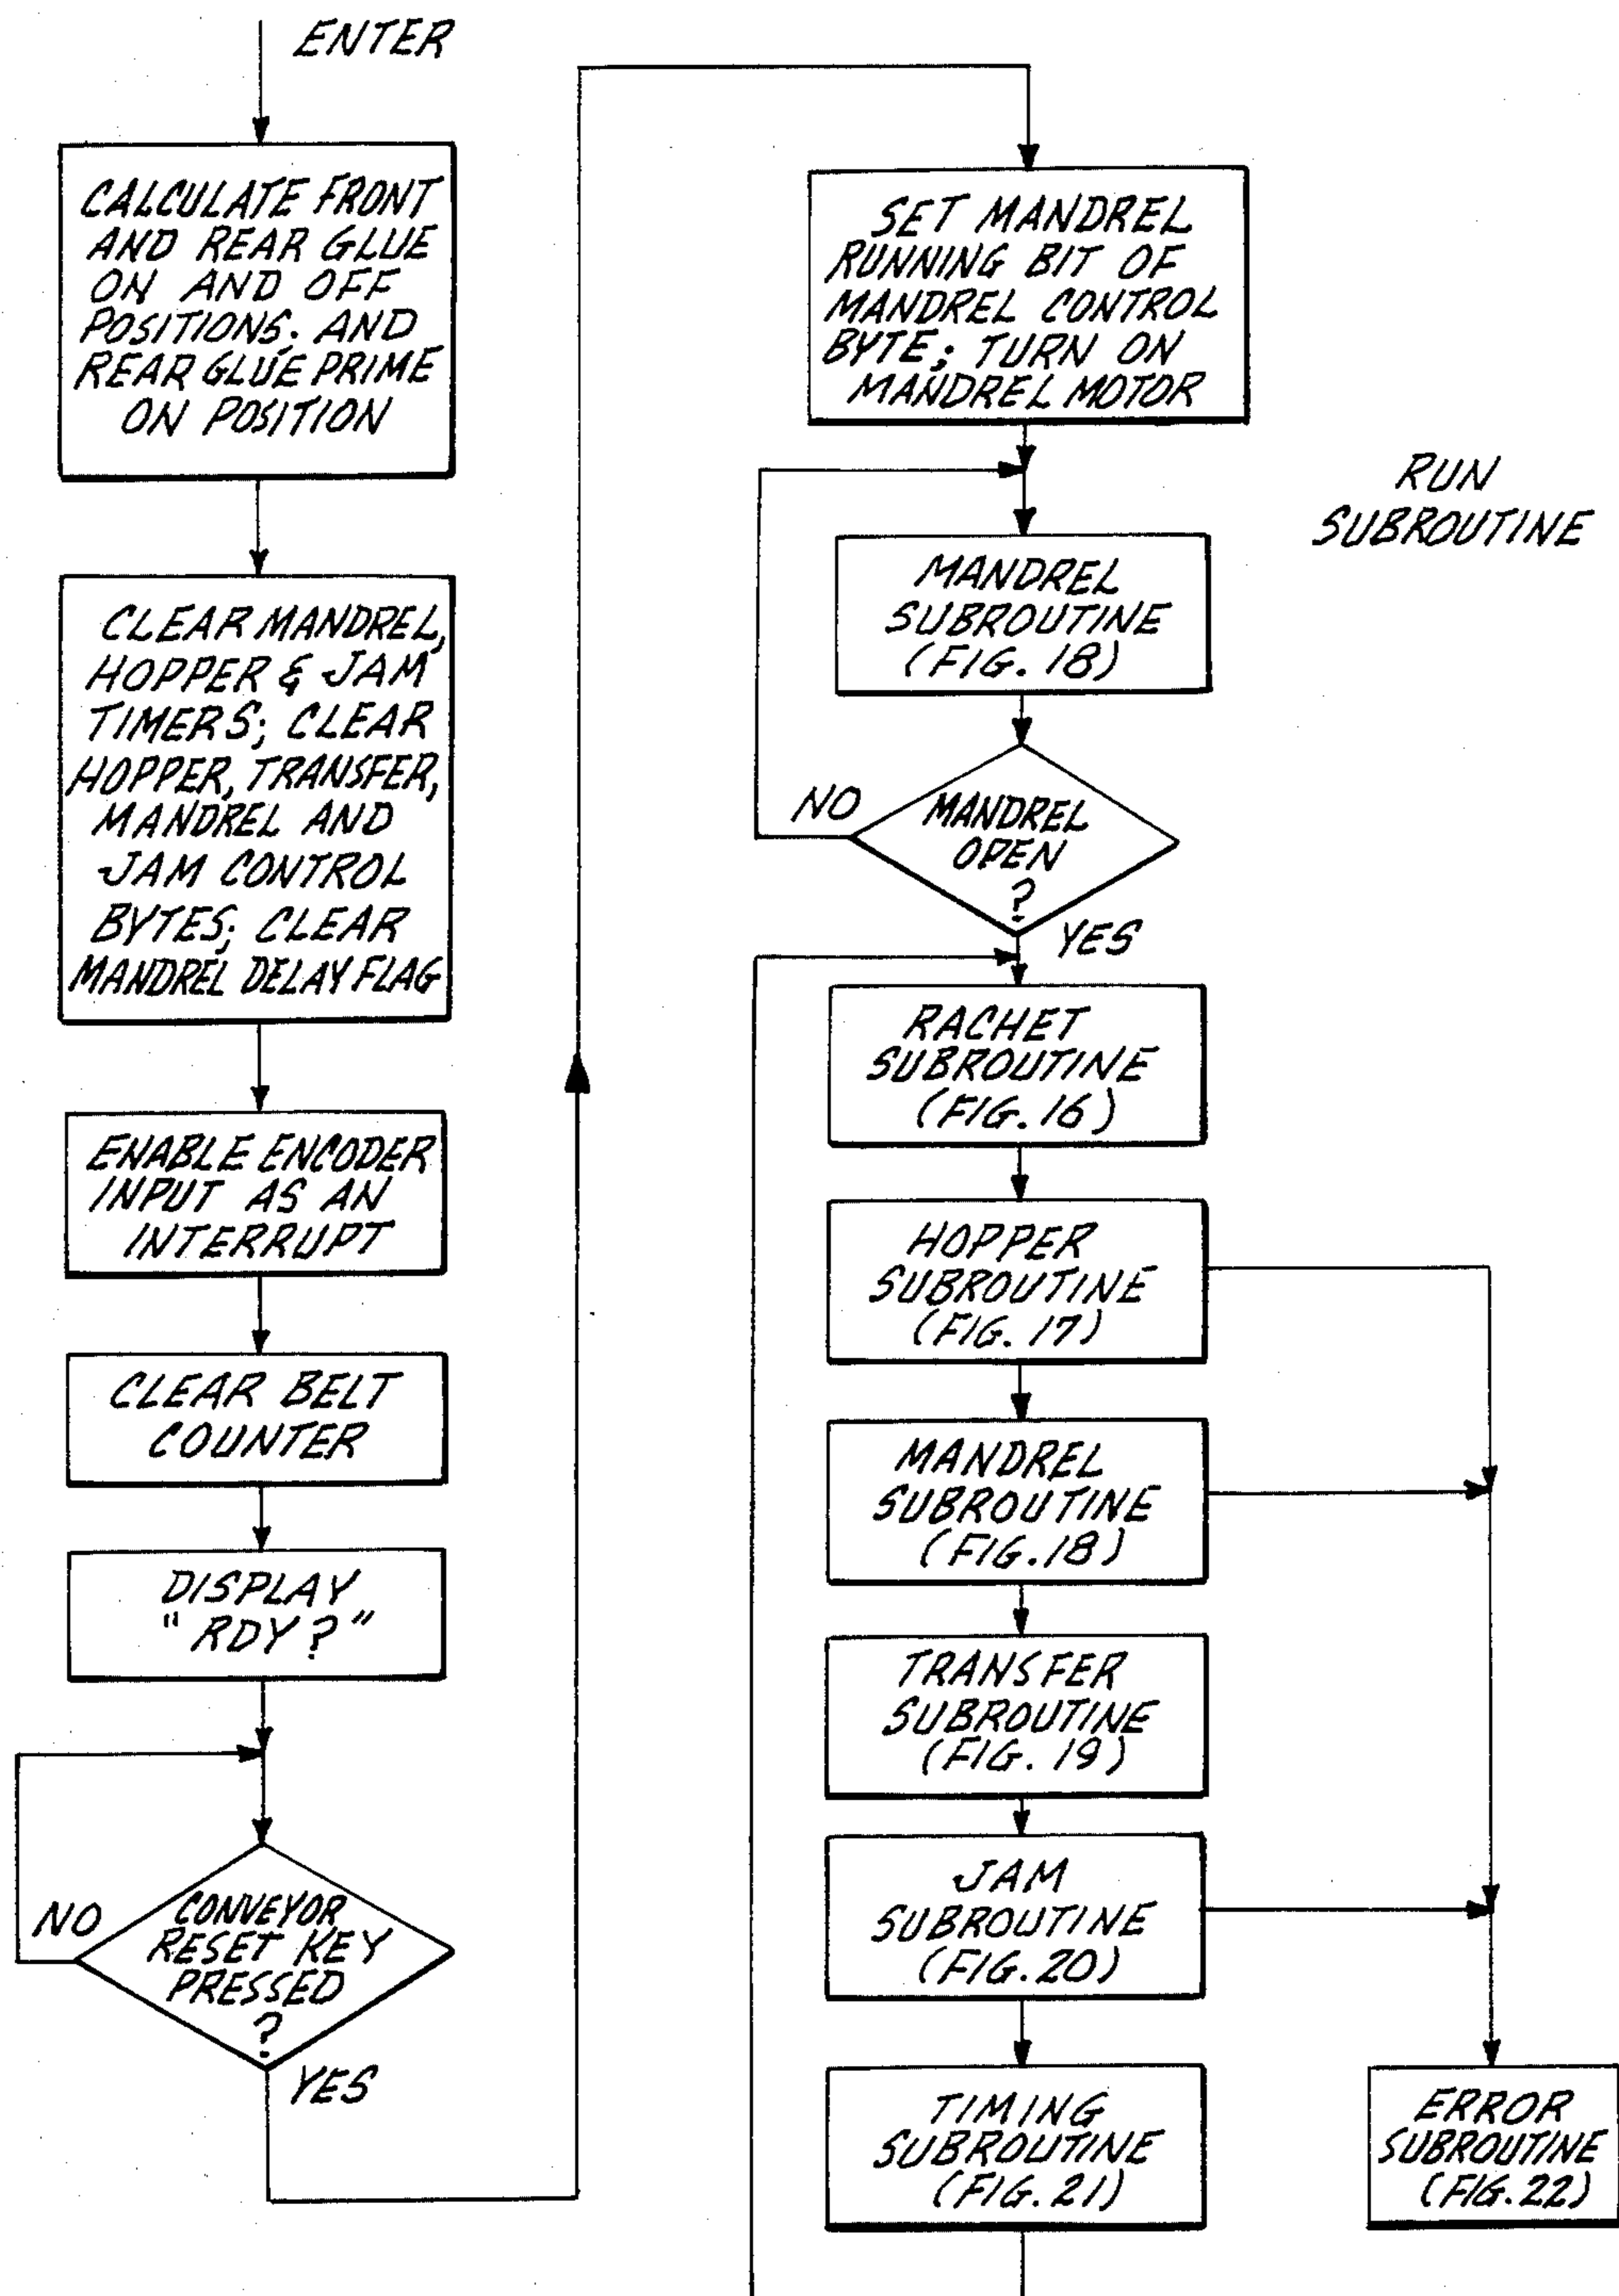 ENTER
CALCULATE FRONT
AND REAR GLUE
ON AND OFF
POSITIONS; AND
REAR GLUE PRIME
ON POSITION
CLEAR MANDREL,
HOPPER & JAM
TIMERS; CLEAR
HOPPER, TRANSFER,
MANDREL AND
JAM CONTROL
BYTES; CLEAR
MANDREL DELAY FLAG
ENABLE ENCODER
INPUT AS AN
INTERRUPT
CLEAR BELT
COUNTER
DISPLAY
"RDY?"
NO
CONVEYOR
RESET KEY
PRESSED
?
YES
SET MANDREL
RUNNING BIT OF
MANDREL CONTROL
BYTE; TURN ON
MANDREL MOTOR
RUN
SUBROUTINE
MANDREL
SUBROUTINE
(FIG. 18)
NO
MANDREL
OPEN
?
YES
RACHET
SUBROUTINE
(FIG. 16)
HOPPER
SUBROUTINE
(FIG. 17)
MANDREL
SUBROUTINE
(FIG. 18)
TRANSFER
SUBROUTINE
(FIG. 19)
JAM
SUBROUTINE
(FIG. 20)
TIMING
SUBROUTINE
(FIG. 21)
ERROR
SUBROUTINE
(FIG. 22)